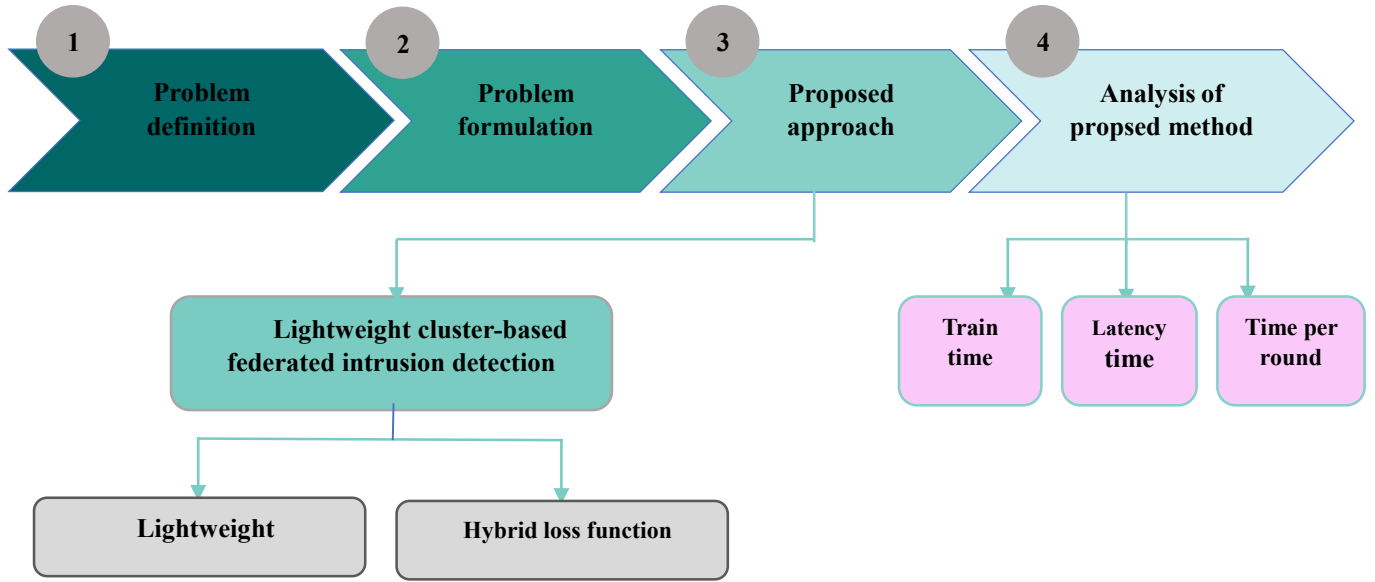 1
Problem
definition
2
Problem
formulation
3
Proposed
approach
4
Analysis of
propsed method
Lightweight cluster-based
federated intrusion detection
Lightweight
Hybrid loss function
Train
time
Latency
time
Time per
round